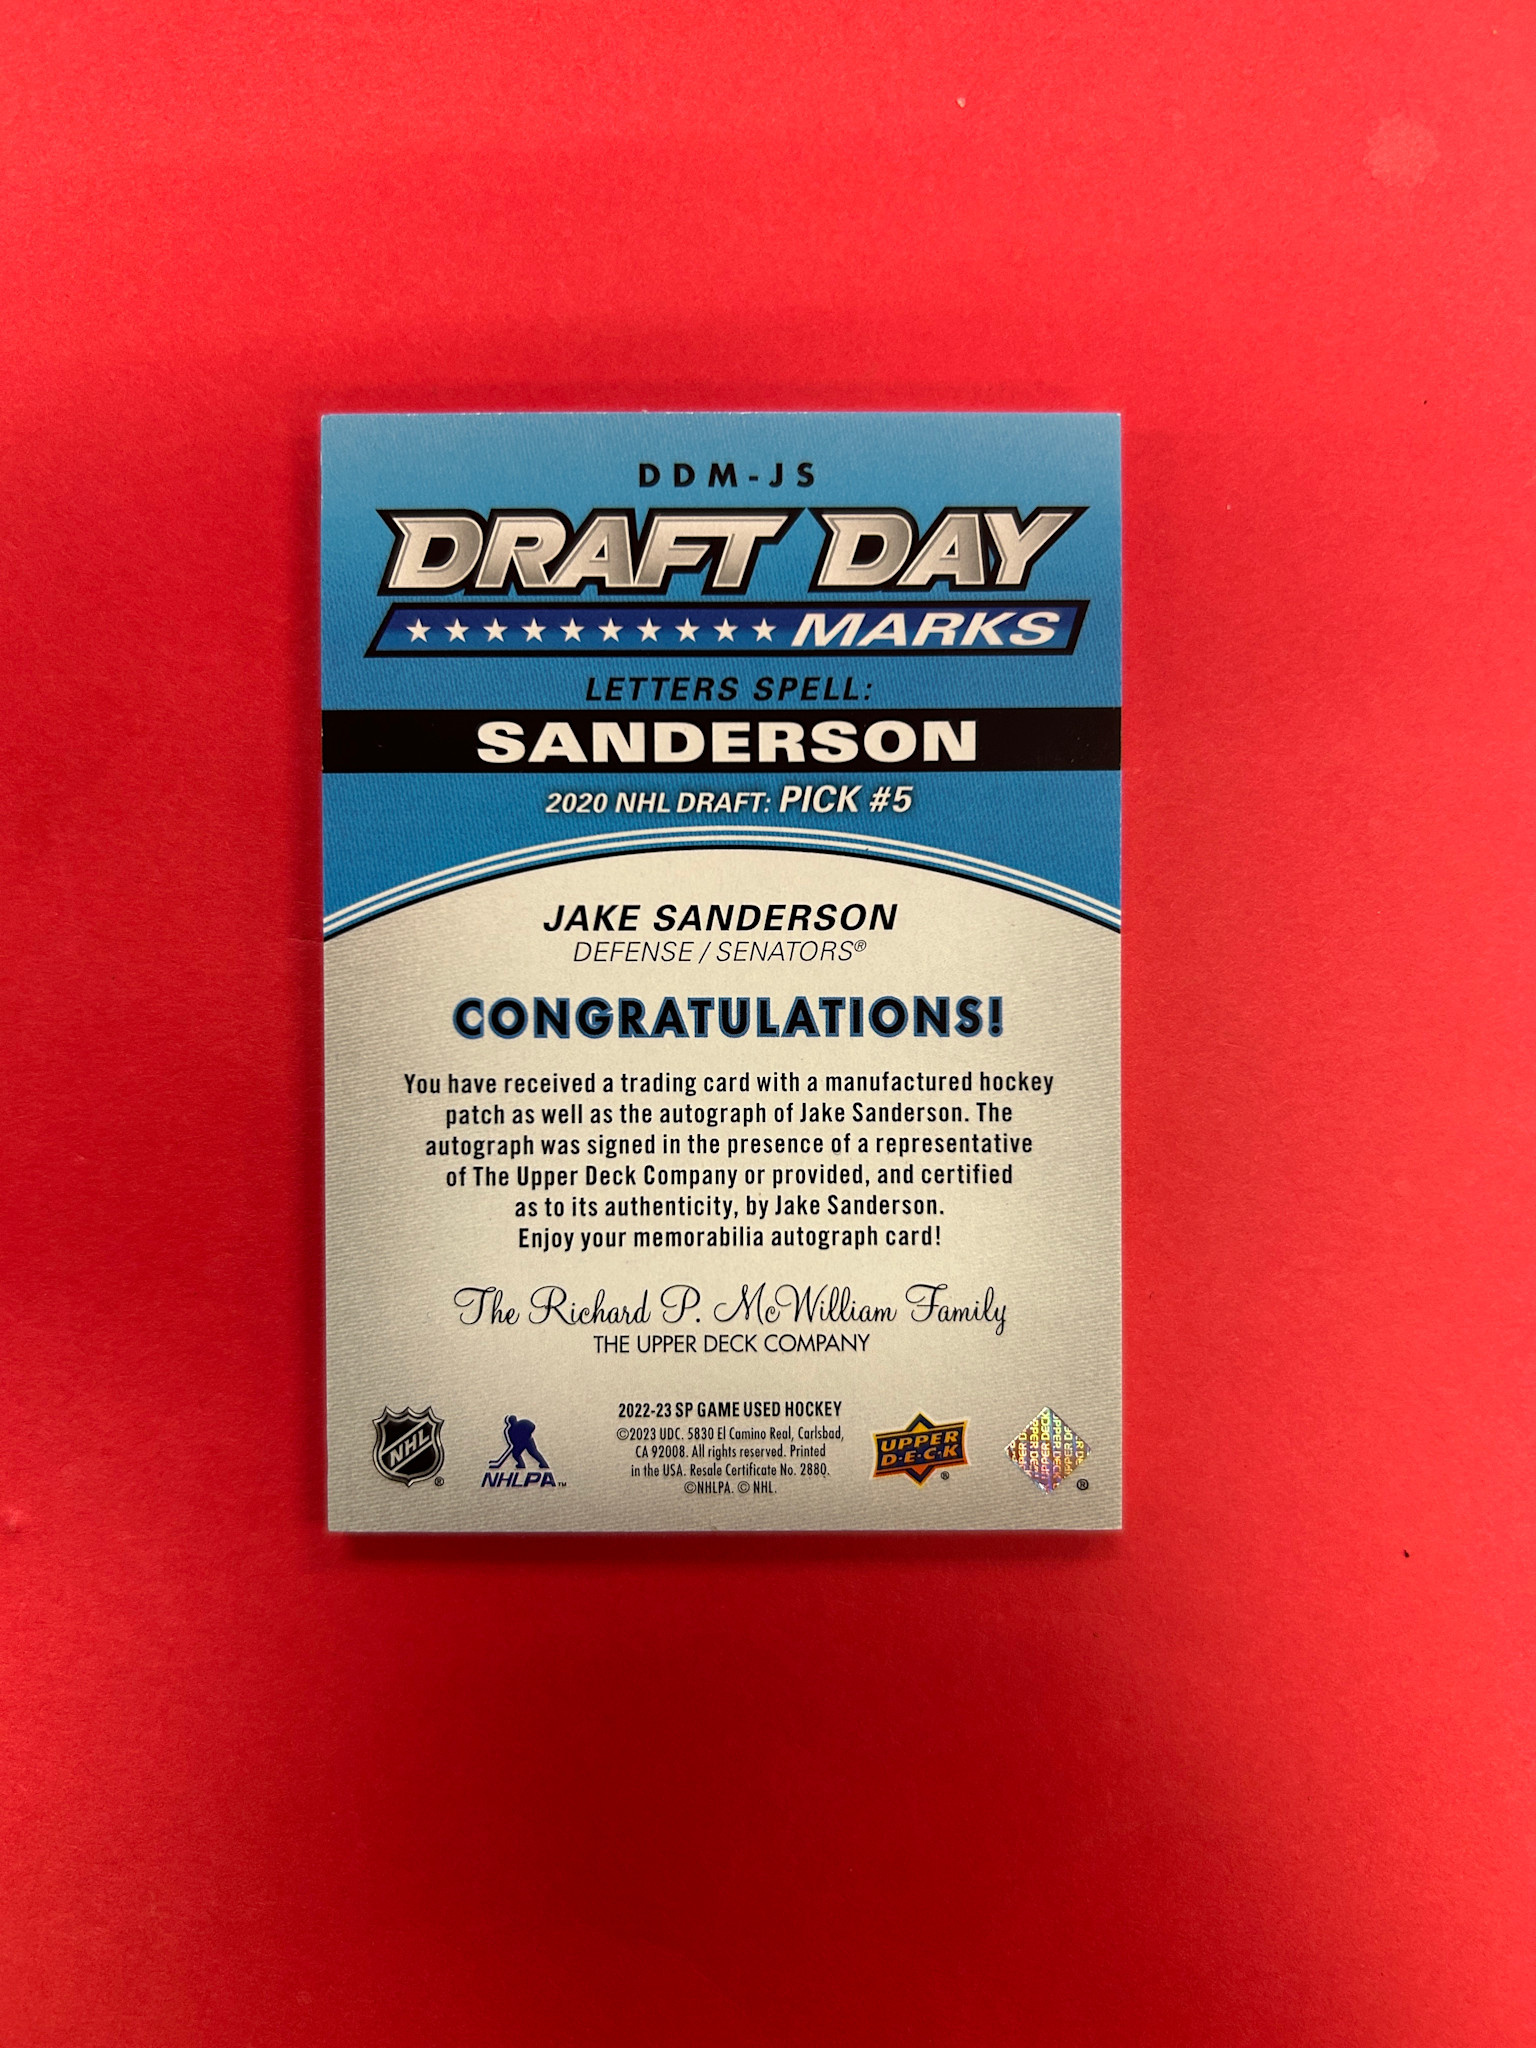 DDM-JS
DRAFT DAY
MARKS
LETTERS SPELL:
SANDERSON
2020 NHL DRAFT: PICK #5
JAKE SANDERSON
DEFENSE / SENATORS®
CONGRATULATIONS!
You have received a trading card with a manufactured hockey
patch as well as the autograph of Jake Sanderson. The
autograph was signed in the presence of a representative
of The Upper Deck Company or provided, and certified
as to its authenticity, by Jake Sanderson.
Enjoy your memorabilia autograph card!
The Richard P. McWilliam Family
THE UPPER DECK COMPANY
NHL ®
NHLPA™
2022-23 SP GAME USED HOCKEY
©2023 UDC. 5830 El Camino Real, Carlsbad,
CA 92008. All rights reserved. Printed
in the USA. Resale Certificate No. 2880.
©NHLPA. © NHL.
UPPER
D·E·C·K ®
UPPER DECK ®